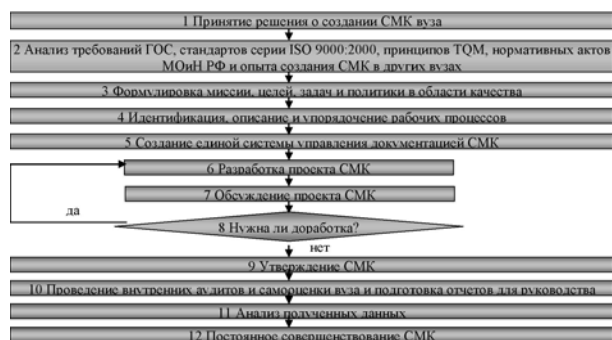 1 Принятие решения о создании СМК вуза
2 Анализ требований ГОС, стандартов серии ISO 9000:2000, принципов TQM, нормативных актов
МОиН РФ и опыта создания СМК в других вузах
3 Формулировка миссии, целей, задач и политики в области качества
4 Идентификация, описание и упорядочение рабочих процессов
5 Создание единой системы управления документацией СМК
6 Разработка проекта СМК
7 Обсуждение проекта СМК
да
8 Нужна ли доработка?
нет
9 Утверждение СМК
10 Проведение внутренних аудитов и самооценки вуза и подготовка отчетов для руководства
11 Анализ полученных данных
12 Постоянное совершенствование СМК